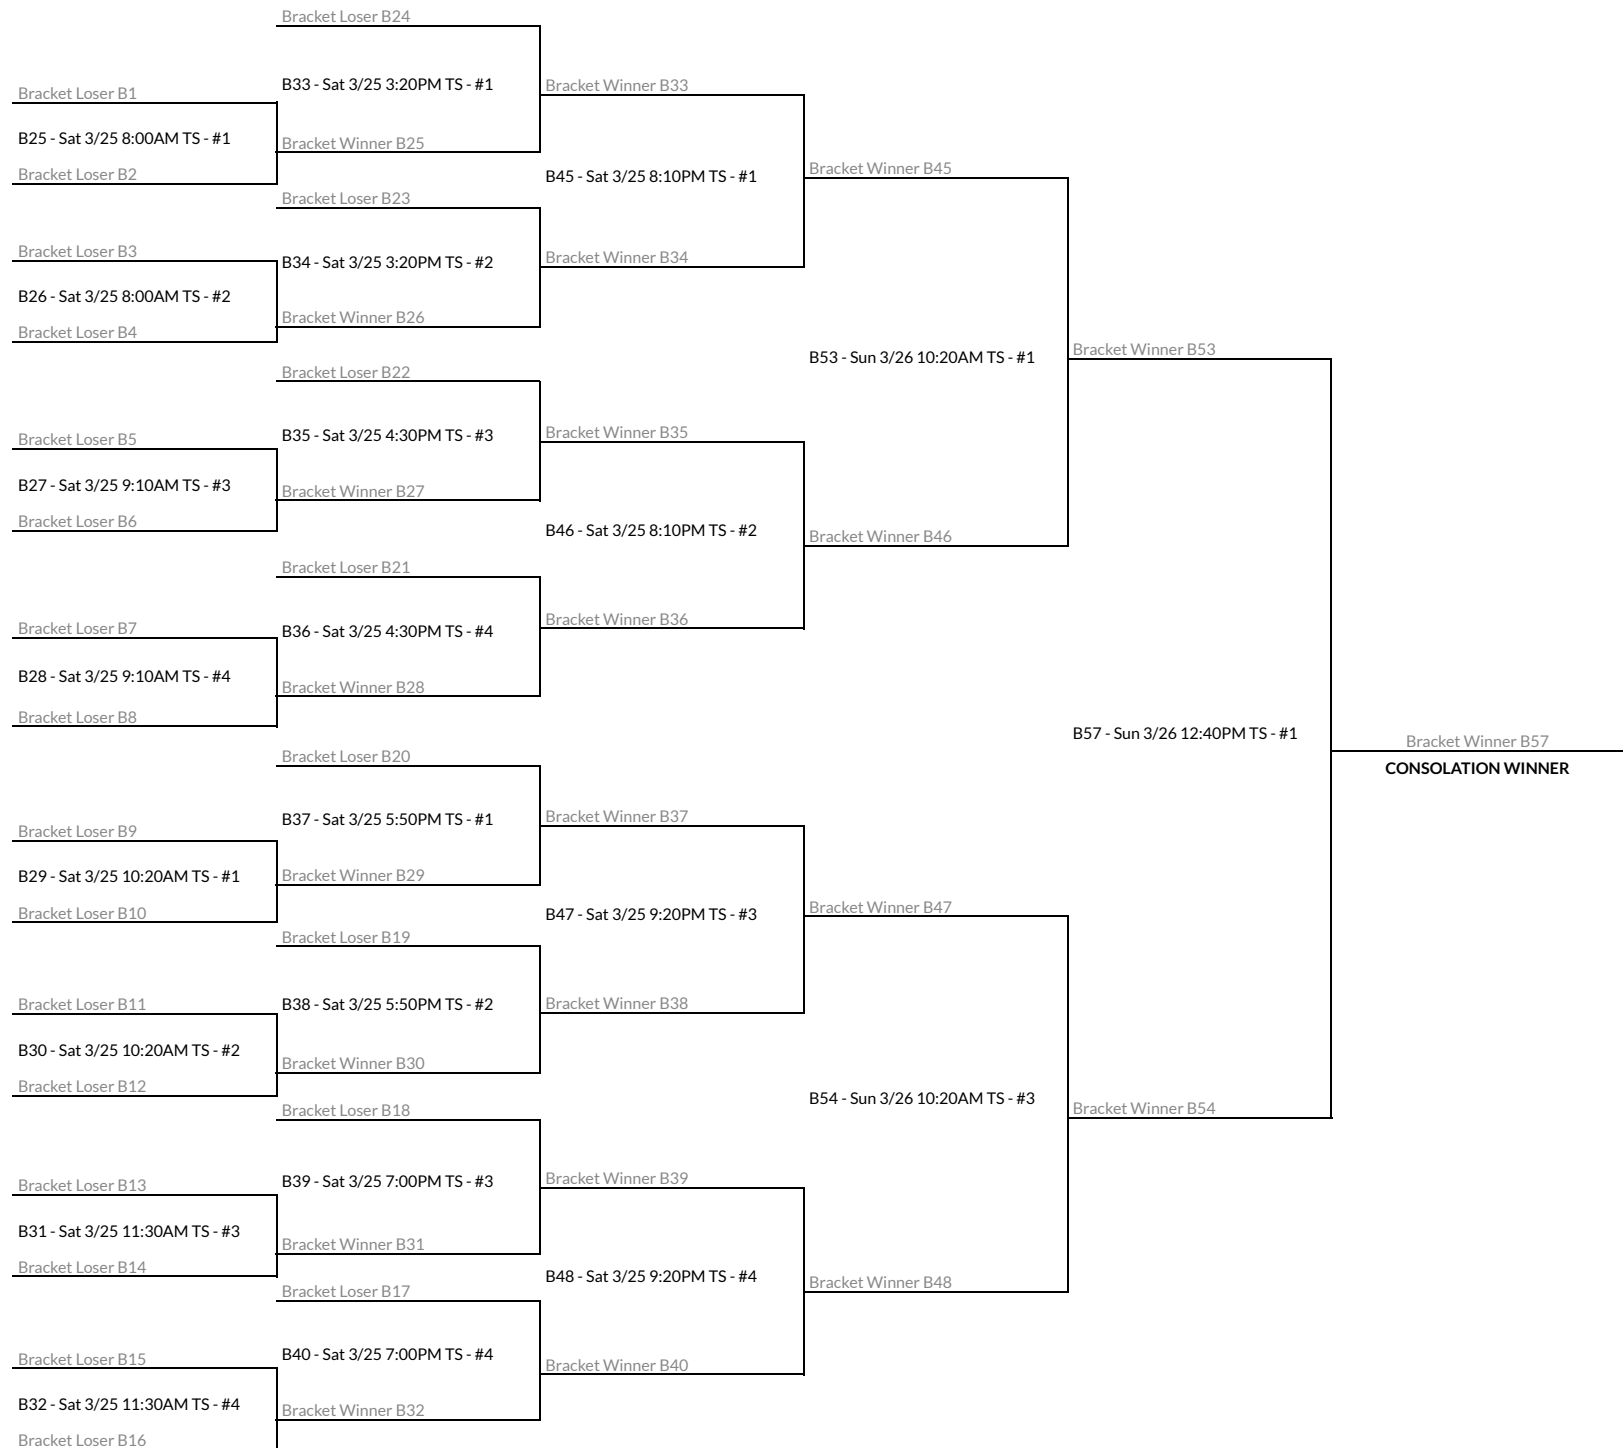 Bracket Loser B24
B33 - Sat 3/25 3:20PM TS - #1
Bracket Winner B33
Bracket Loser B1
B25 - Sat 3/25 8:00AM TS - #1
Bracket Winner B25
Bracket Loser B2
B45 - Sat 3/25 8:10PM TS - #1
Bracket Winner B45
Bracket Loser B23
Bracket Loser B3
B34 - Sat 3/25 3:20PM TS - #2
Bracket Winner B34
B26 - Sat 3/25 8:00AM TS - #2
Bracket Winner B26
Bracket Loser B4
B53 - Sun 3/26 10:20AM TS - #1
Bracket Winner B53
Bracket Loser B22
Bracket Loser B5
B35 - Sat 3/25 4:30PM TS - #3
Bracket Winner B35
B27 - Sat 3/25 9:10AM TS - #3
Bracket Winner B27
Bracket Loser B6
B46 - Sat 3/25 8:10PM TS - #2
Bracket Winner B46
Bracket Loser B21
Bracket Loser B7
B36 - Sat 3/25 4:30PM TS - #4
Bracket Winner B36
B28 - Sat 3/25 9:10AM TS - #4
Bracket Winner B28
Bracket Loser B8
B57 - Sun 3/26 12:40PM TS - #1
Bracket Winner B57
CONSOLATION WINNER
Bracket Loser B20
Bracket Loser B9
B37 - Sat 3/25 5:50PM TS - #1
Bracket Winner B37
B29 - Sat 3/25 10:20AM TS - #1
Bracket Winner B29
Bracket Loser B10
B47 - Sat 3/25 9:20PM TS - #3
Bracket Winner B47
Bracket Loser B19
Bracket Loser B11
B38 - Sat 3/25 5:50PM TS - #2
Bracket Winner B38
B30 - Sat 3/25 10:20AM TS - #2
Bracket Winner B30
Bracket Loser B12
B54 - Sun 3/26 10:20AM TS - #3
Bracket Winner B54
Bracket Loser B18
Bracket Loser B13
B39 - Sat 3/25 7:00PM TS - #3
Bracket Winner B39
B31 - Sat 3/25 11:30AM TS - #3
Bracket Winner B31
Bracket Loser B14
B48 - Sat 3/25 9:20PM TS - #4
Bracket Winner B48
Bracket Loser B17
Bracket Loser B15
B40 - Sat 3/25 7:00PM TS - #4
Bracket Winner B40
B32 - Sat 3/25 11:30AM TS - #4
Bracket Winner B32
Bracket Loser B16